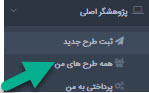 پژوهشگر اصلی
ثبت طرح جدید
همه طرح های من
پرداختی به من